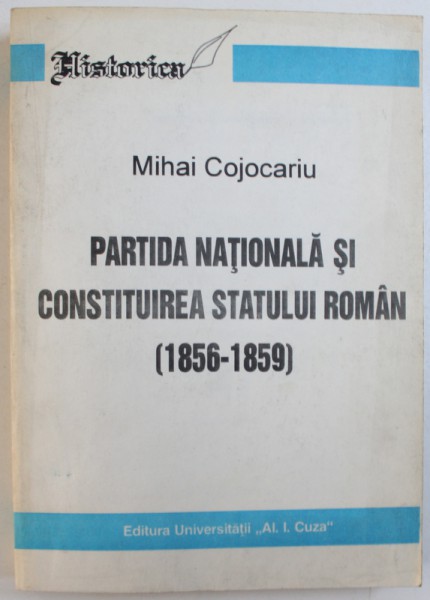 Historica
Mihai Cojocariu
PARTIDA NAŢIONALĂ ŞI
CONSTITUIREA STATULUI ROMÂN
(1856-1859)
Editura Universităţii „Al. I. Cuza"